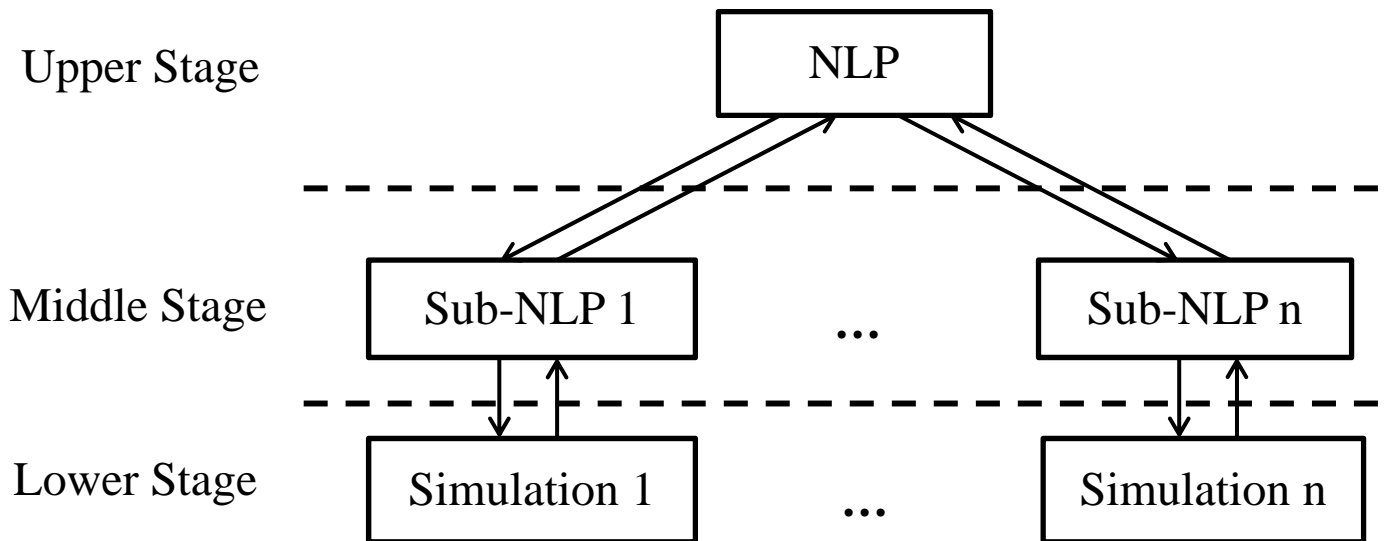 Upper Stage
NLP
Middle Stage
Sub-NLP 1
...
Sub-NLP n
Lower Stage
Simulation 1
...
Simulation n